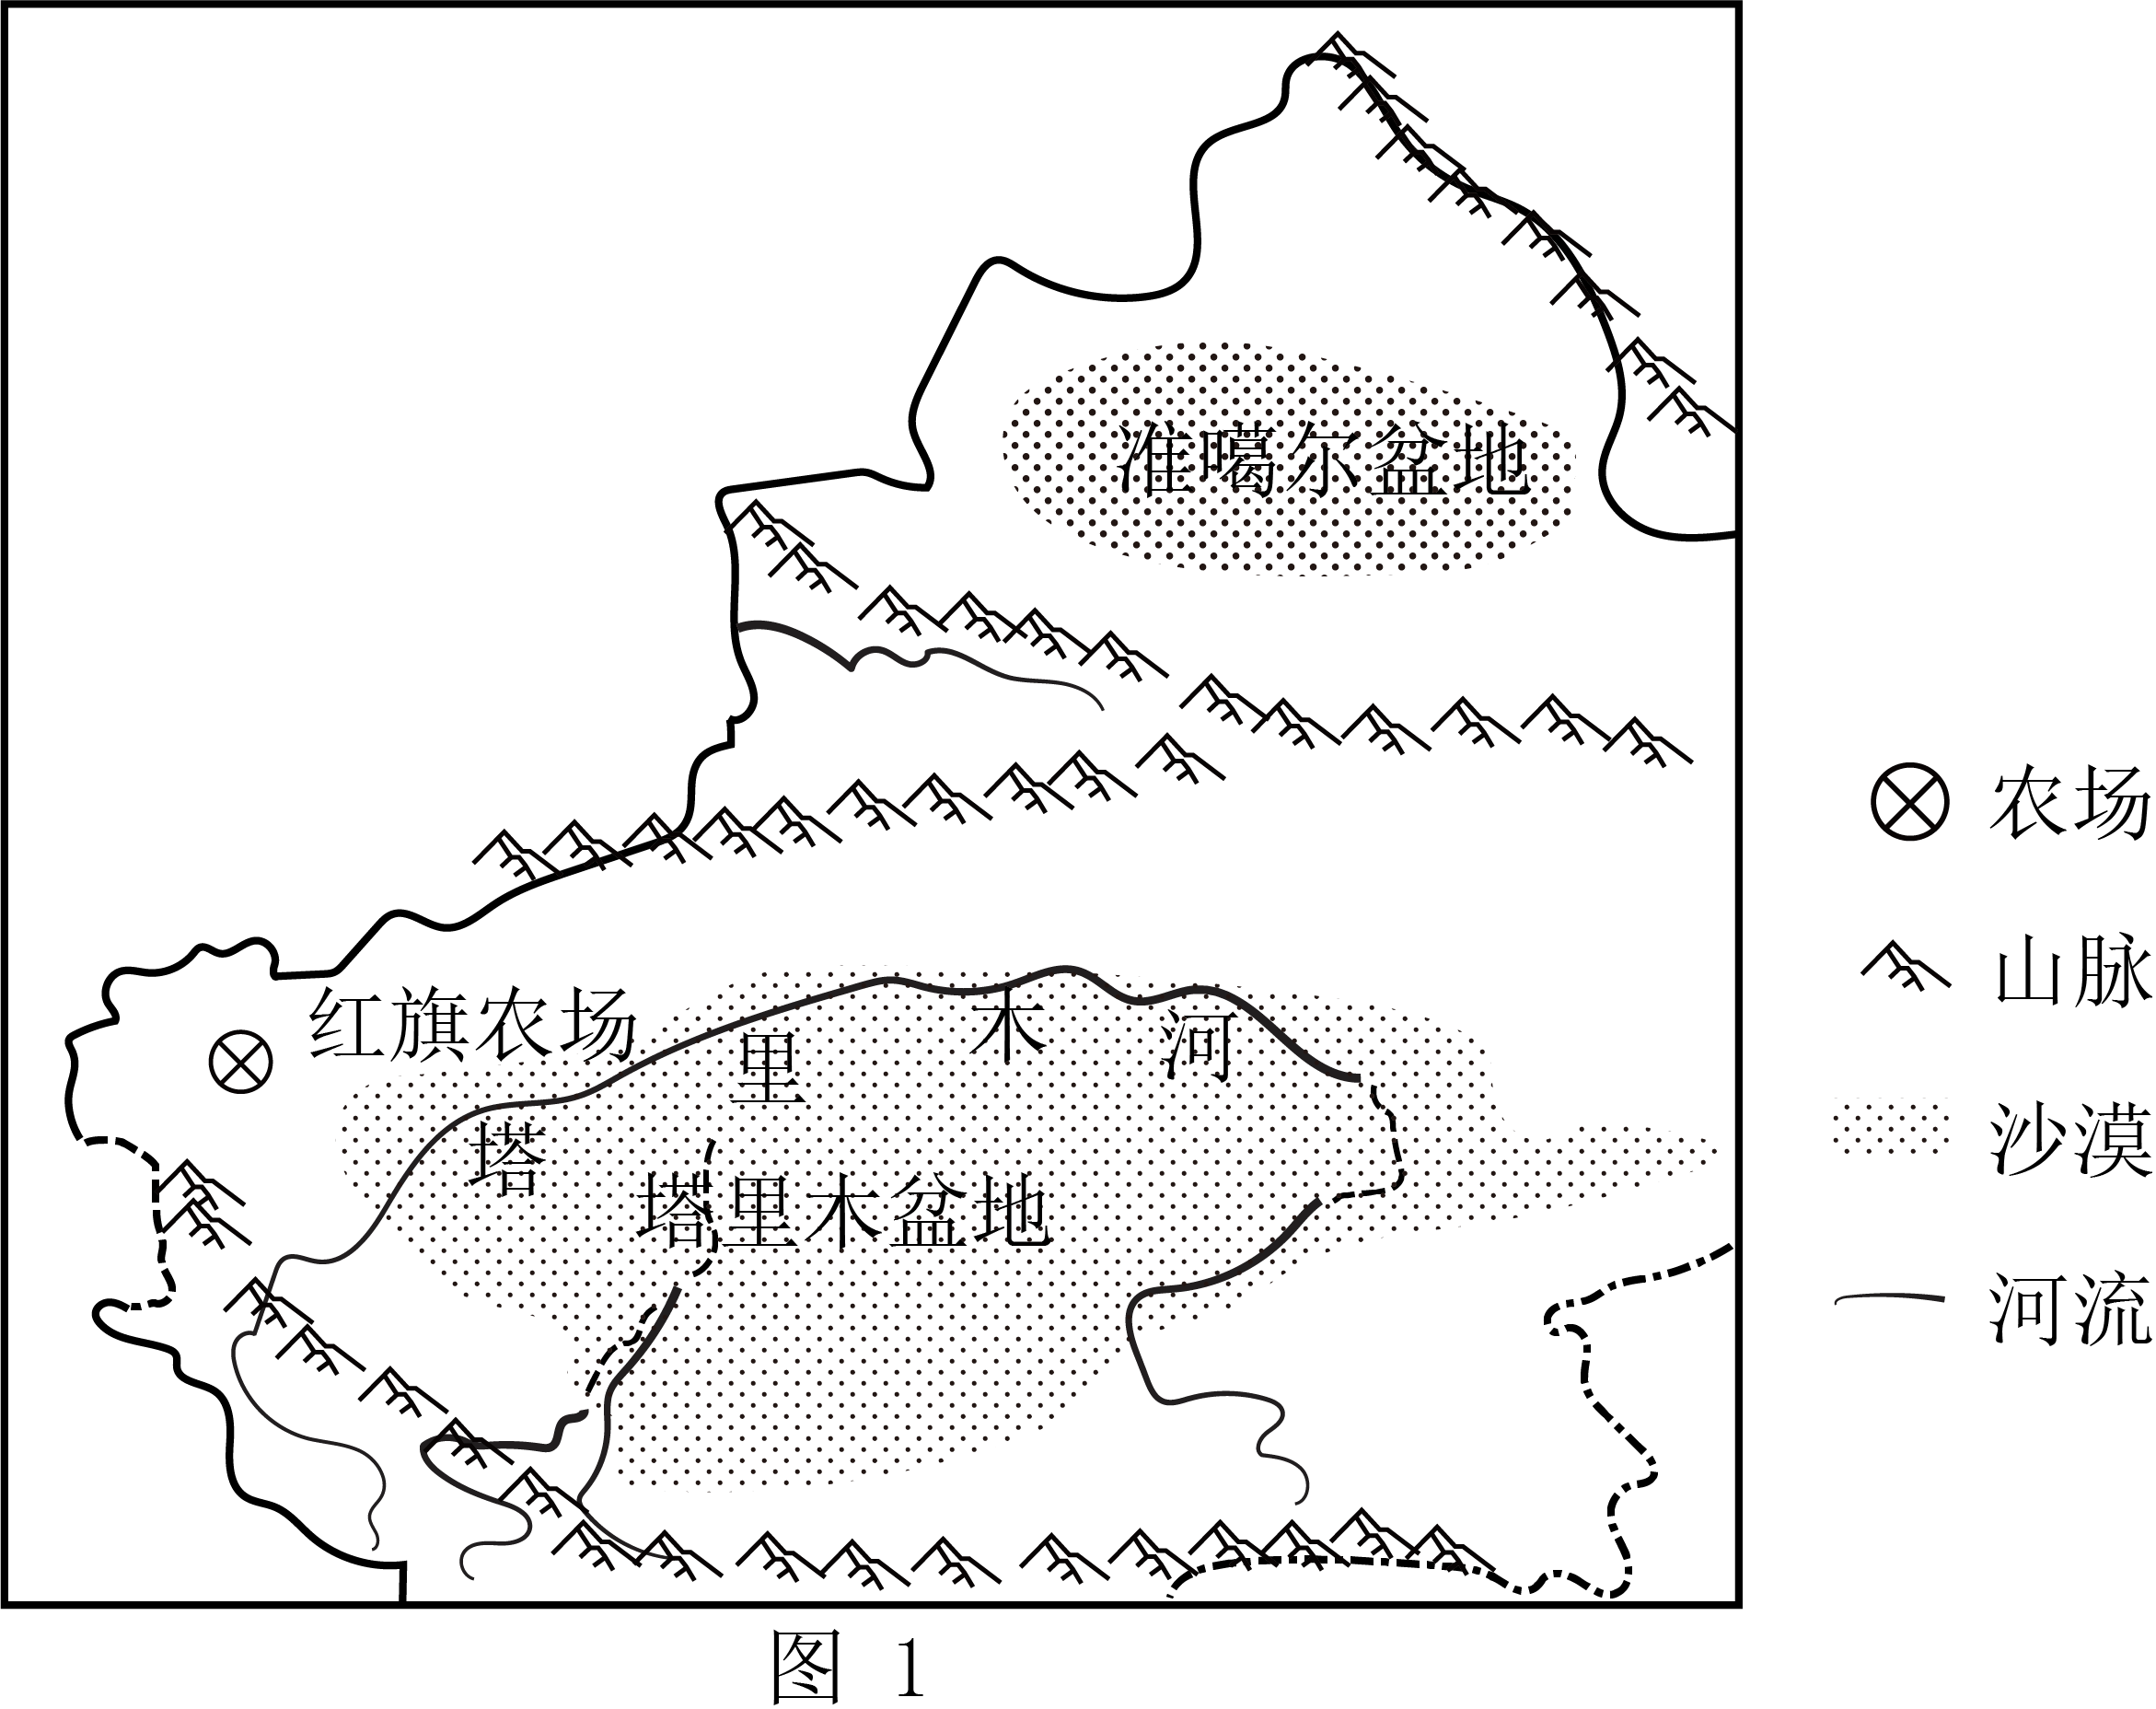 准噶尔盆地
红旗农场
塔里木河
塔里木盆地
农场
山脉
沙漠
河流
图 1